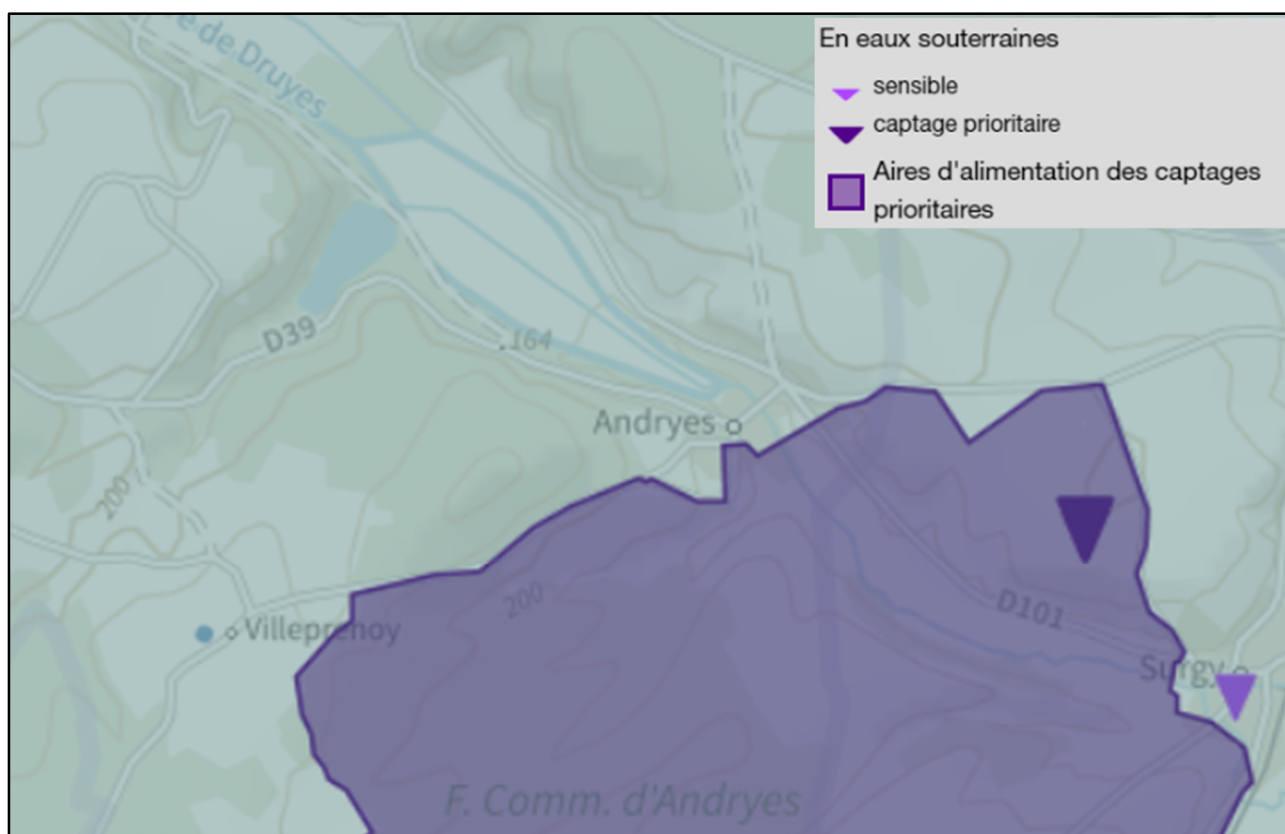 En eaux souterraines
sensible
captage prioritaire
Aires d'alimentation des captages
prioritaires
re de Druyes
D39
.164
Andryes
200
200
D101
Villeprenoy
Surgy
F. Comm. d'Andryes